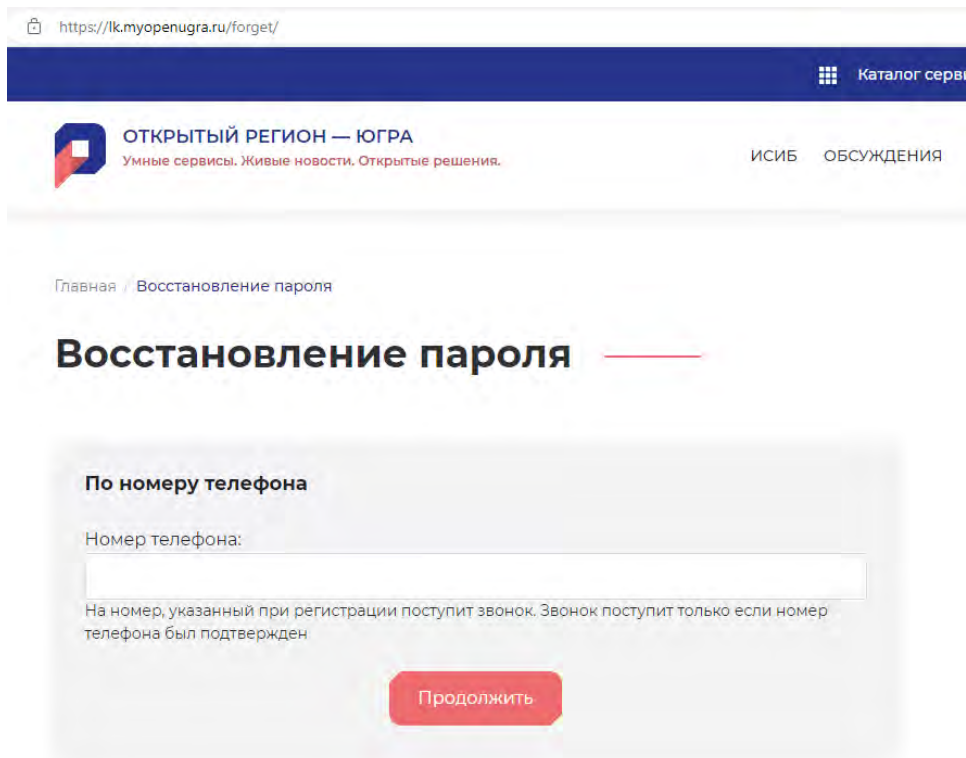 https://lk.myopenugra.ru/forget/
Каталог серви
ОТКРЫТЫЙ РЕГИОН — ЮГРА
Умные сервисы. Живые новости. Открытые решения.
ИСИБ ОБСУЖДЕНИЯ
Главная / Восстановление пароля
Восстановление пароля
По номеру телефона
Номер телефона:
На номер, указанный при регистрации поступит звонок. Звонок поступит только если номер
телефона был подтвержден
Продолжить